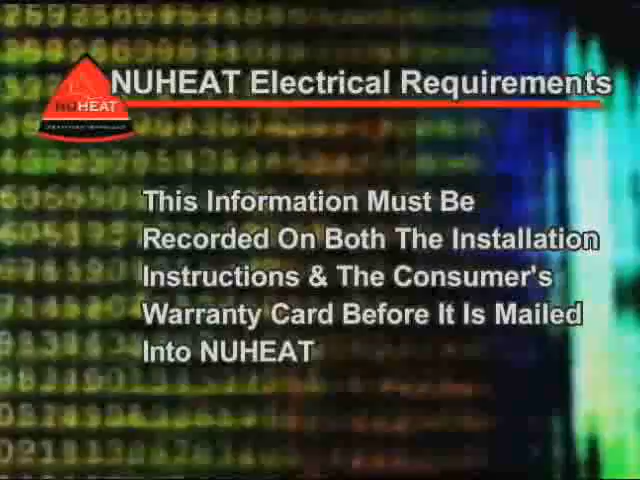 NUHEAT Electrical Requirements
NUHEAT
This Information Must Be
Recorded On Both The Installation
Instructions & The Consumer's
Warranty Card Before It Is Mailed
Into NUHEAT